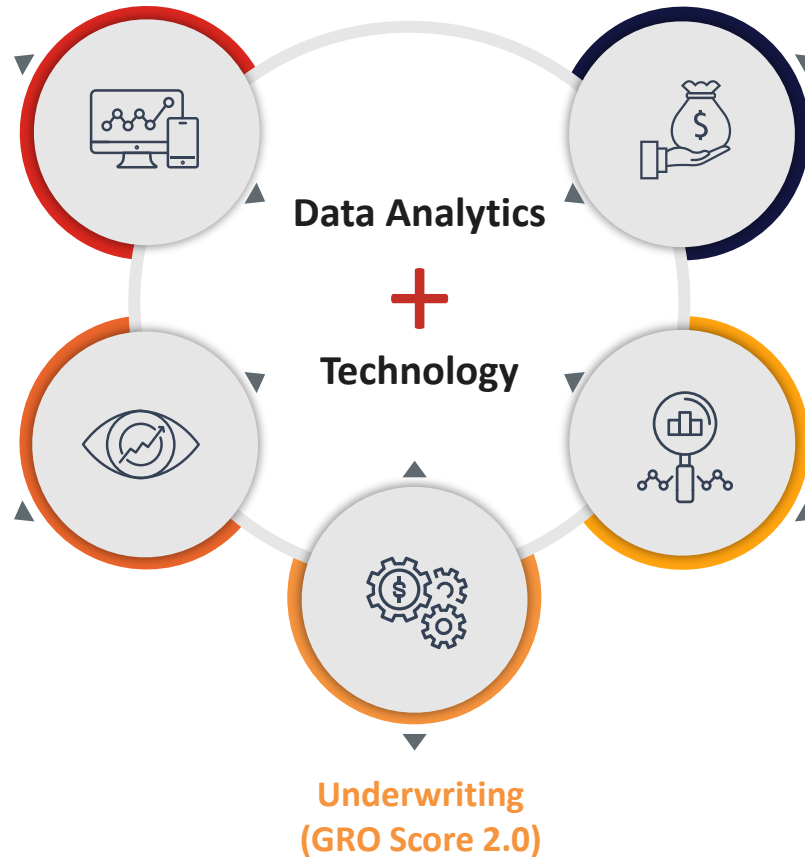 Data Analytics
+
Technology
Underwriting
(GRO Score 2.0)